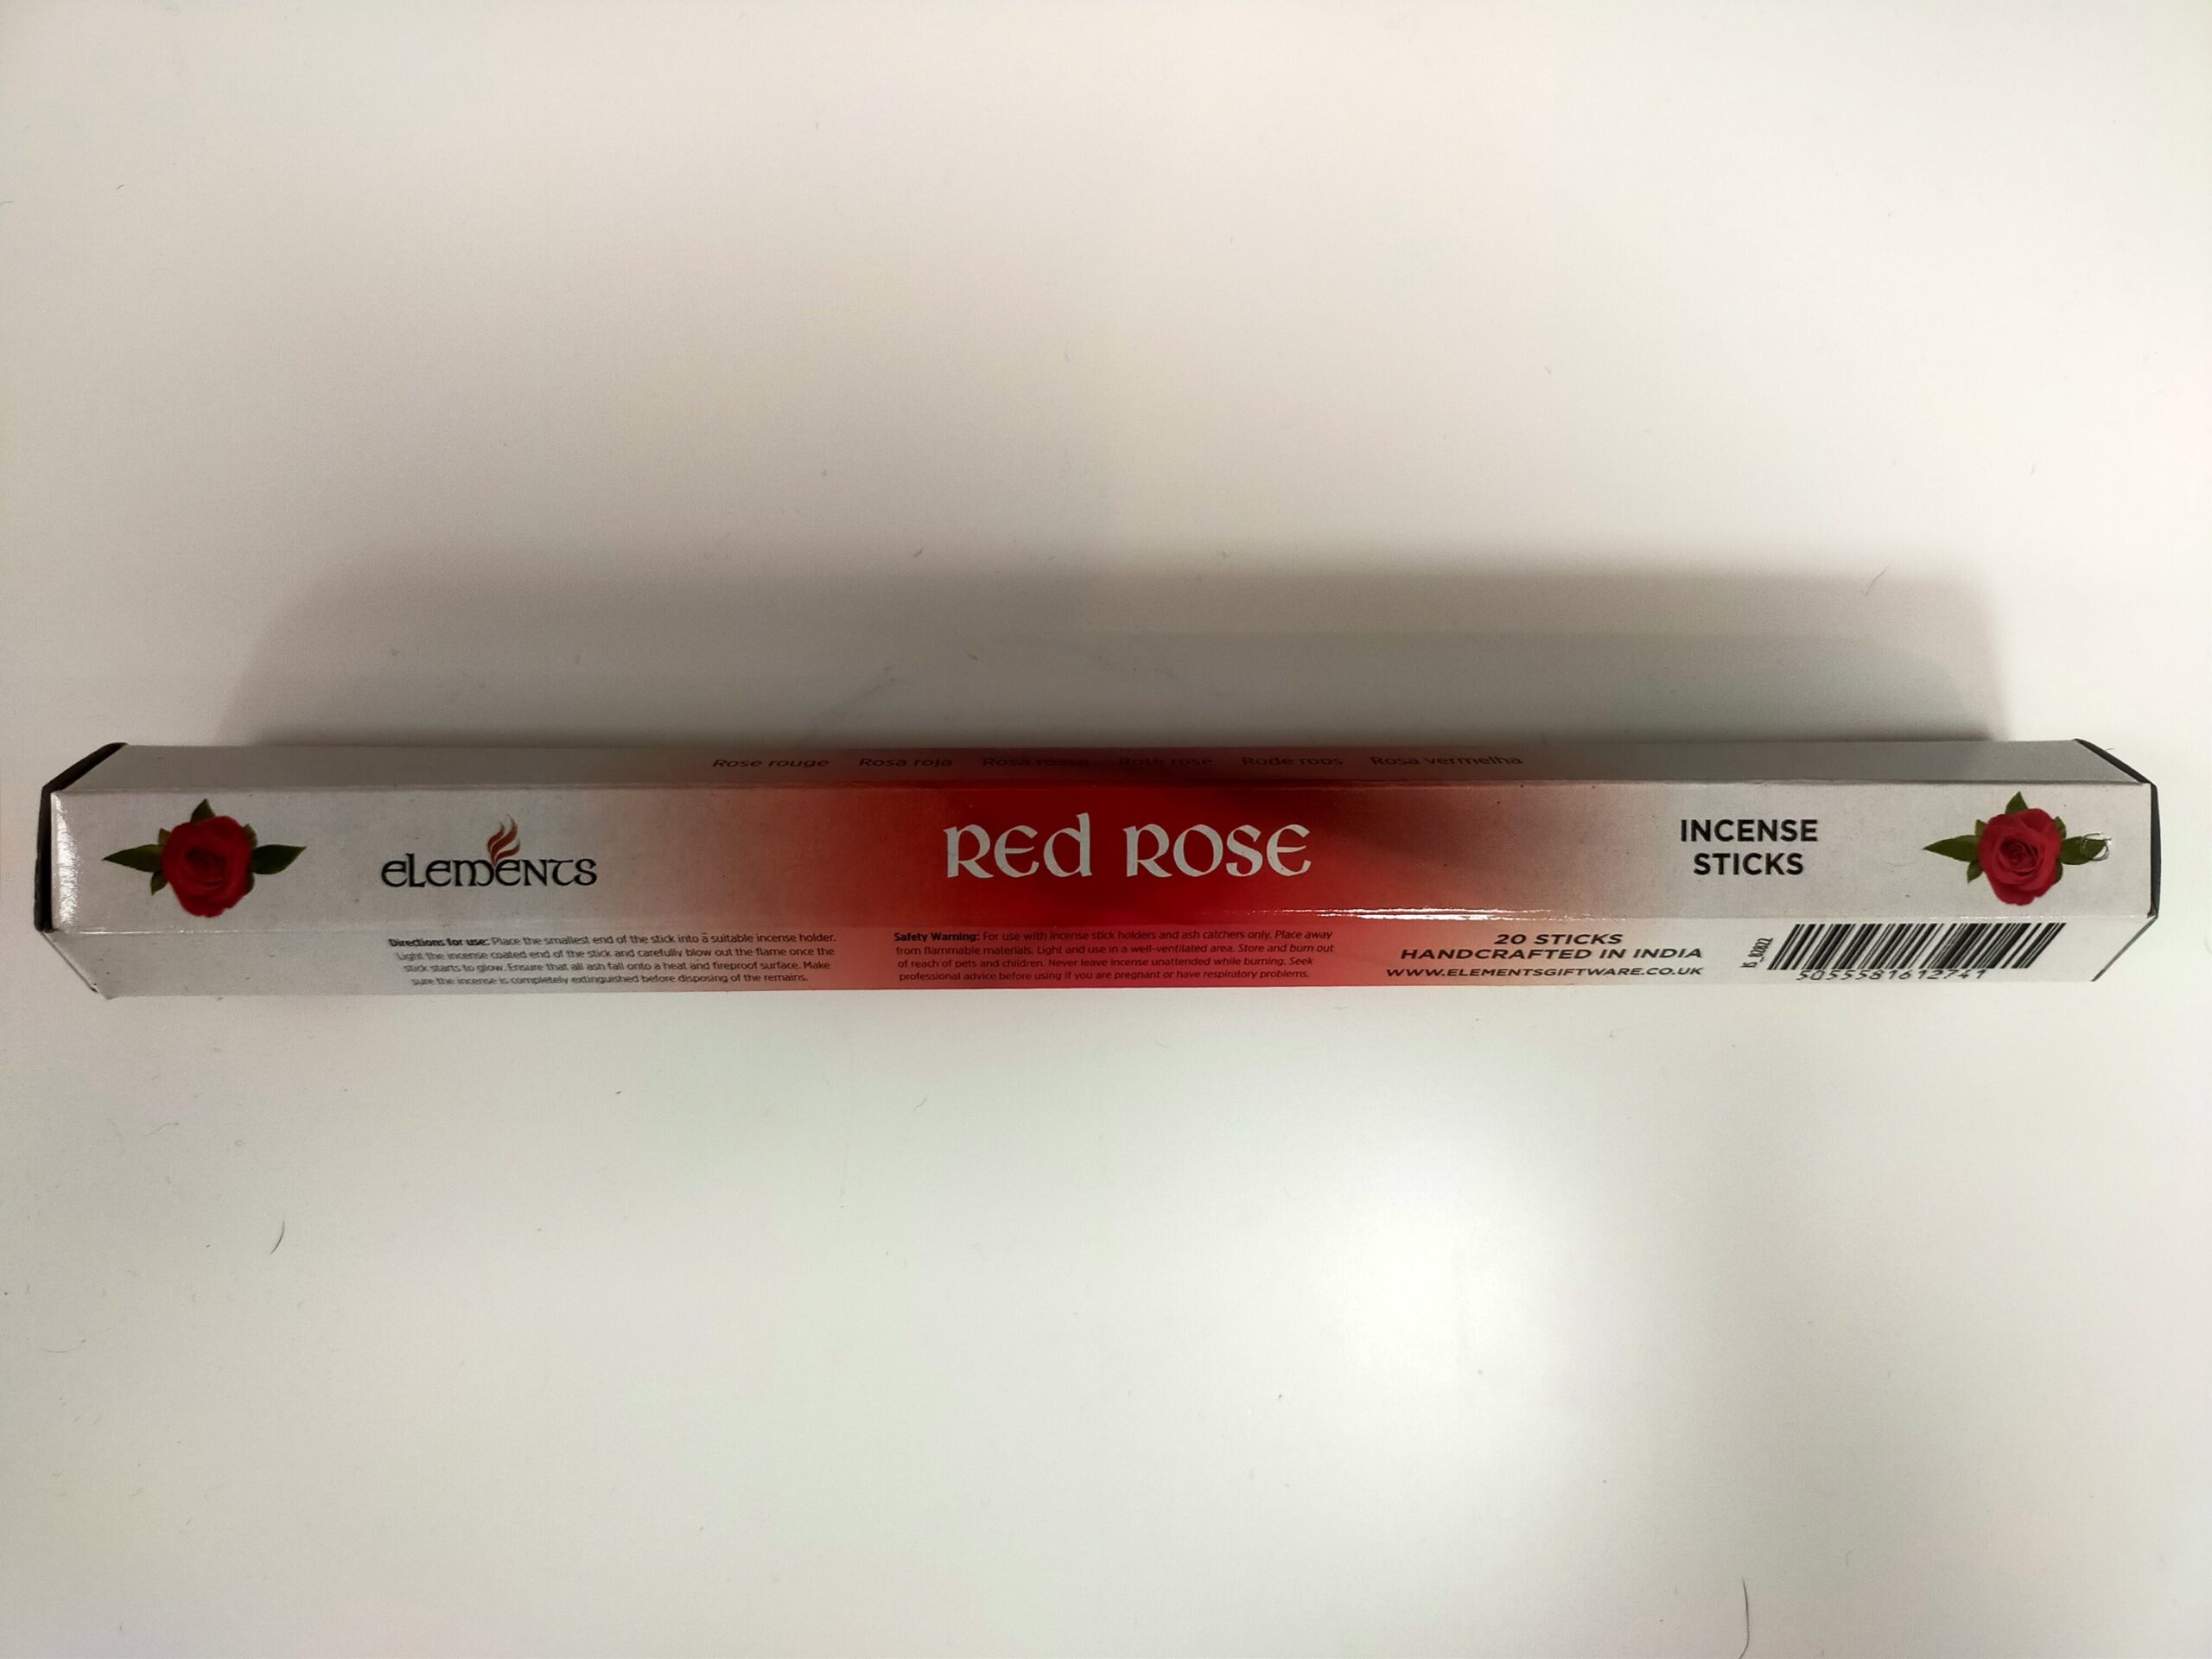 Rose rouge Rosa roja Rosa rossa Rote rose Rode roos Rosa vermelha
elements
RED ROSE
INCENSE
STICKS
Directions for use: Place the smallest end of the stick into a suitable incense holder.
Light the incense coated end of the stick and carefully blow out the flame once the
stick starts to glow. Ensure that all ash fall onto a heat and fireproof surface. Make
sure the incense is completely extinguished before disposing of the remains.
Safety Warning: For use with incense stick holders and ash catchers only. Place away
from flammable materials. Light and use in a well-ventilated area. Store and burn out
of reach of pets and children. Never leave incense unattended while burning. Seek
professional advice before using if you are pregnant or have respiratory problems.
20 STICKS
HANDCRAFTED IN INDIA
WWW.ELEMENTSGIFTWARE.CO.UK
5055581612741